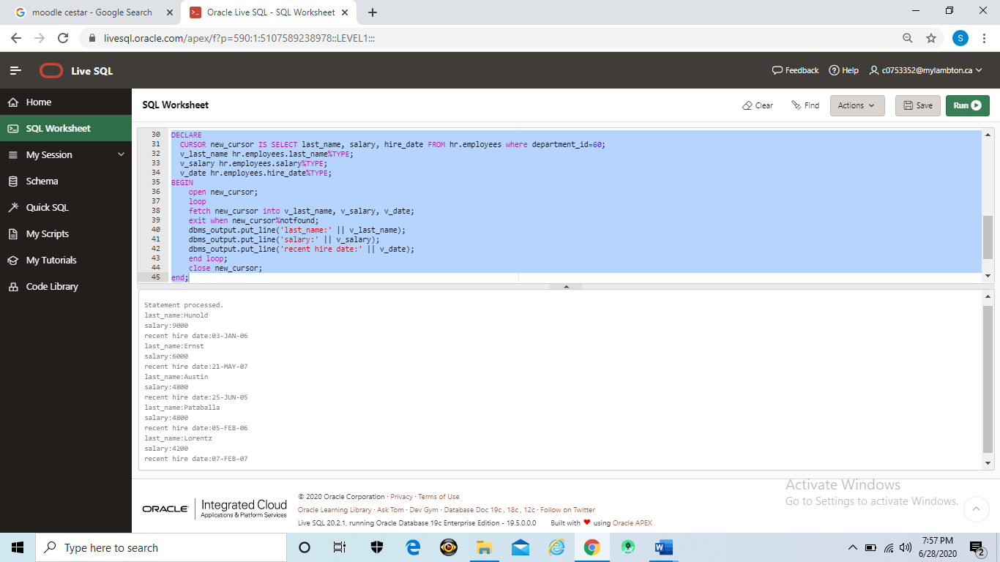 moodle cestar - Google Search
Oracle Live SQL - SQL Worksheet
livesql.oracle.com/apex/f?p=590:1:5107589238978::LEVEL1:::
S
Live SQL
Feedback
Help
c0753352@mylambton.ca
Home
SQL Worksheet
My Session
Schema
Quick SQL
My Scripts
My Tutorials
Code Library
SQL Worksheet
Clear
Find
Actions
Save
Run
30 DECLARE
31 CURSOR new_cursor IS SELECT last_name, salary, hire_date FROM hr.employees where department_id=60;
32 v_last_name hr.employees.last_name%TYPE;
33 v_salary hr.employees.salary%TYPE;
34 v_date hr.employees.hire_date%TYPE;
35 BEGIN
36 open new_cursor;
37 loop
38 fetch new_cursor into v_last_name, v_salary, v_date;
39 exit when new_cursor%notfound;
40 dbms_output.put_line('last_name:' || v_last_name);
41 dbms_output.put_line('salary:' || v_salary);
42 dbms_output.put_line('recent hire date:' || v_date);
43 end loop;
44 close new_cursor;
45 end;
Statement processed.
last_name:Hunold
salary:9000
recent hire date:03-JAN-06
last_name:Ernst
salary:6000
recent hire date:21-MAY-07
last_name:Austin
salary:4800
recent hire date:25-JUN-05
last_name:Pataballa
salary:4800
recent hire date:05-FEB-06
last_name:Lorentz
salary:4200
recent hire date:07-FEB-07
ORACLE
Integrated Cloud
Applications & Platform Services
© 2020 Oracle Corporation · Privacy · Terms of Use
Oracle Learning Library · Ask Tom · Dev Gym · Database Doc 19c, 18c, 12c · Follow on Twitter
Live SQL 20.2.1, running Oracle Database 19c Enterprise Edition - 19.5.0.0.0 Built with ❤ using Oracle APEX
Activate Windows
Go to Settings to activate Windows.
Type here to search
7:57 PM
6/28/2020
2